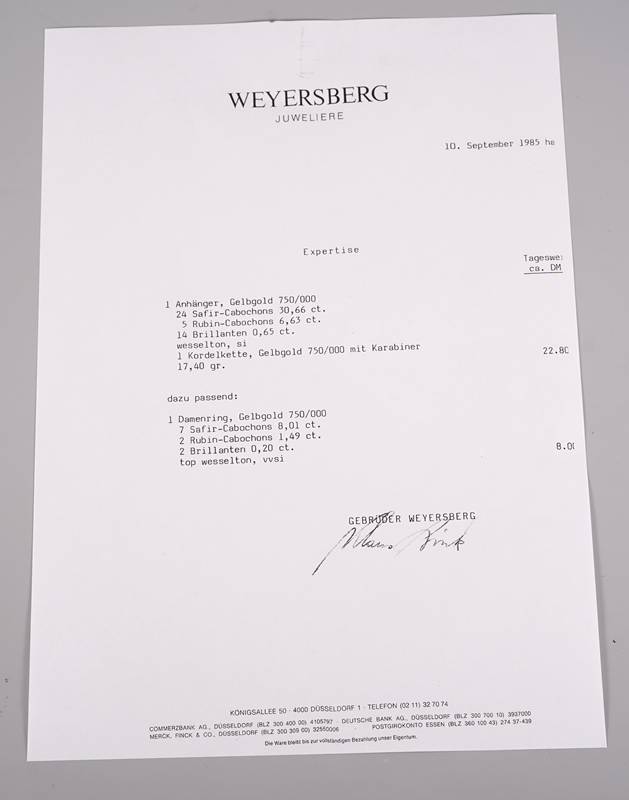 WEYERSBERG
JUWELIERE
10. September 1985 ha
Expertise
Tageswe
ca. DM
1 Anhänger, Gelbgold 750/000
24 Safir-Cabochons 30,66 ct.
5 Rubin-Cabochons 6,63 ct.
14 Brillanten 0,65 ct.
wesselton, si
1 Kordelkette, Gelbgold 750/000 mit Karabiner
17,40 gr. 22.80
dazu passend:
1 Damenring, Gelbgold 750/000
7 Safir-Cabochons 8,01 ct.
2 Rubin-Cabochons 1,49 ct.
2 Brillanten 0,20 ct. 8.00
top wesselton, vvsi
GEBRÜDER WEYERSBERG
KÖNIGSALLEE 50 · 4000 DÜSSELDORF 1 · TELEFON (02 11) 32 70 74
COMMERZBANK AG., DÜSSELDORF (BLZ 300 400 00) 4105797 · DEUTSCHE BANK AG., DÜSSELDORF (BLZ 300 700 10) 3937000
MERCK, FINCK & CO., DÜSSELDORF (BLZ 300 309 00) 32550006 · POSTGIROKONTO ESSEN (BLZ 360 100 43) 274 37-439
Die Ware bleibt bis zur vollständigen Bezahlung unser Eigentum.